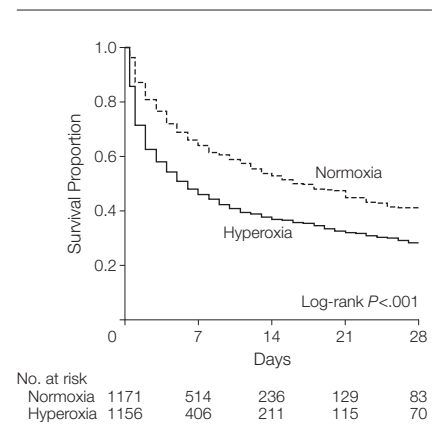 1.0
0.8
0.6
0.4
0.2
Survival Proportion
Normoxia
Hyperoxia
Log-rank P<.001
0 7 14 21 28
Days
No. at risk
Normoxia 1171 514 236 129 83
Hyperoxia 1156 406 211 115 70